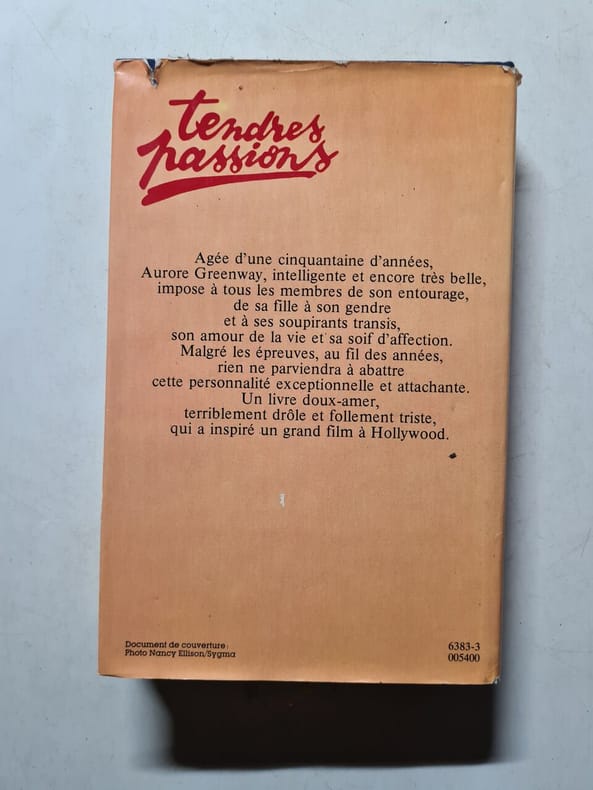 tendres
passions
Agée d'une cinquantaine d'années,
Aurore Greenway, intelligente et encore très belle,
impose à tous les membres de son entourage,
de sa fille à son gendre
et à ses soupirants transis,
son amour de la vie et sa soif d'affection.
Malgré les épreuves, au fil des années,
rien ne parviendra à abattre
cette personnalité exceptionnelle et attachante.
Un livre doux-amer,
terriblement drôle et follement triste,
qui a inspiré un grand film à Hollywood.
Document de couverture:
Photo Nancy Ellison/Sygma
6383-3
005400